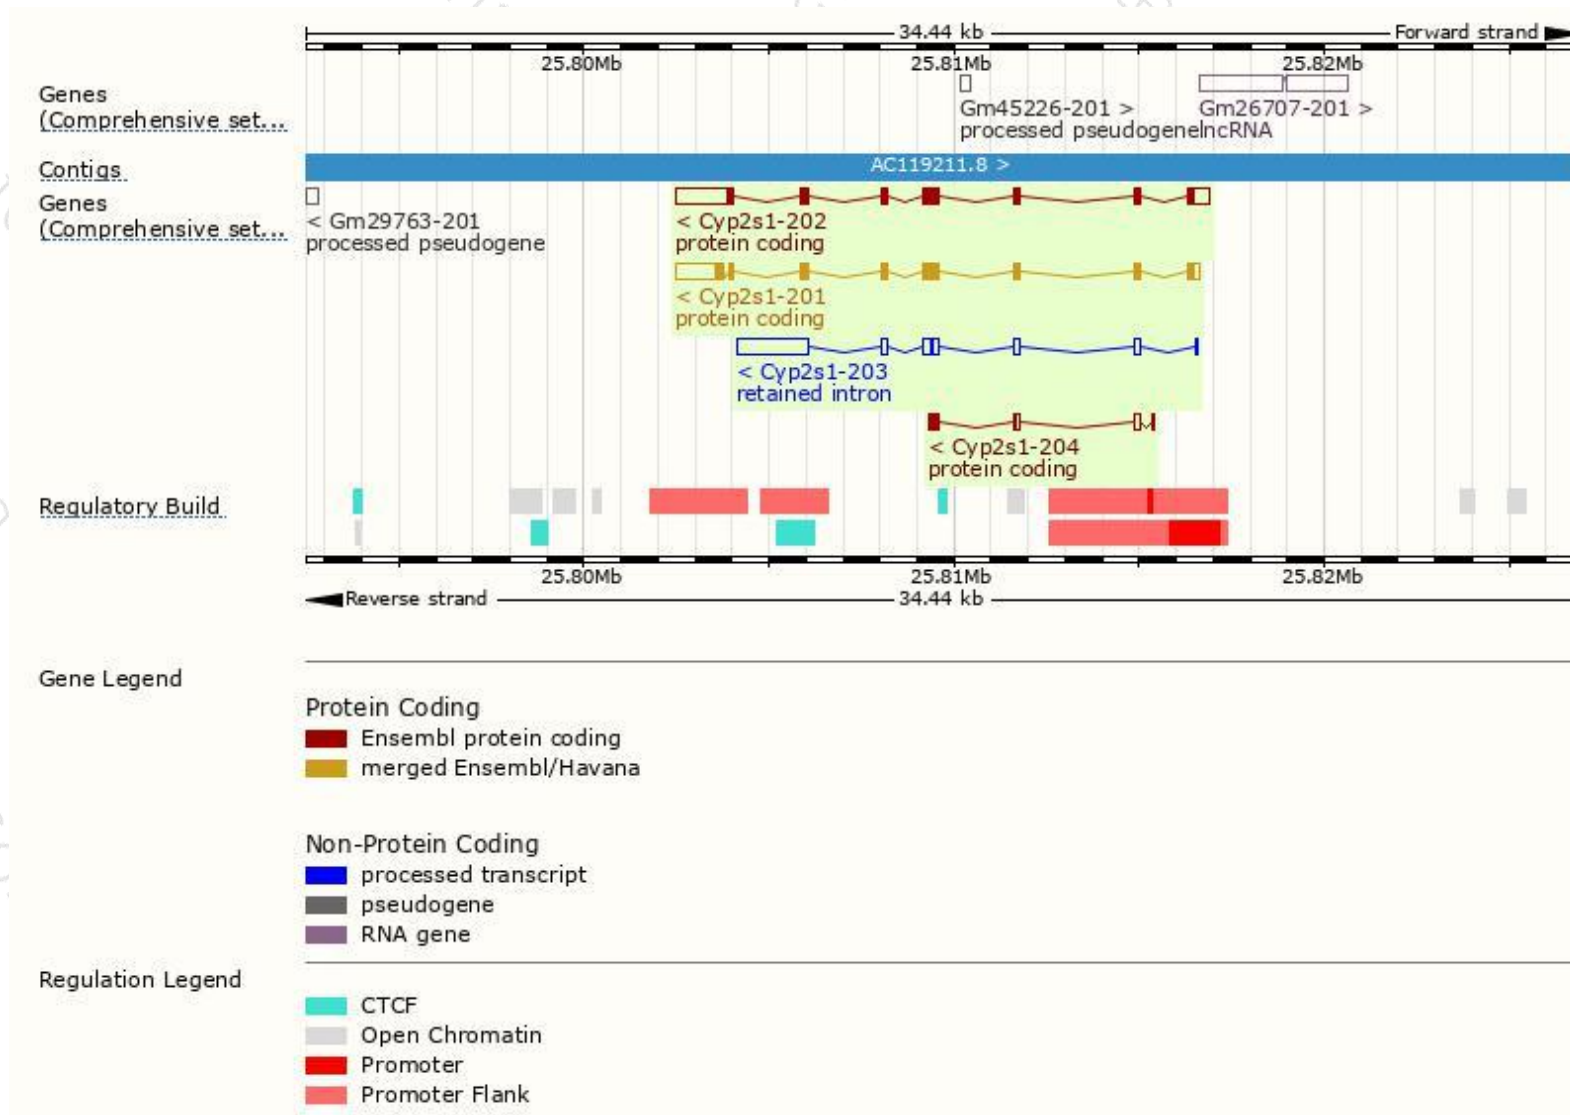 34.44 kb
Forward strand
25.80Mb 25.81Mb 25.82Mb
Genes
(Comprehensive set...
Gm45226-201 >
processed pseudogene
Gm26707-201 >
lncRNA
Contigs
AC119211.8 >
Genes
(Comprehensive set...
< Gm29763-201
processed pseudogene
< Cyp2s1-202
protein coding
< Cyp2s1-201
protein coding
< Cyp2s1-203
retained intron
< Cyp2s1-204
protein coding
Regulatory Build
25.80Mb 25.81Mb 25.82Mb
Reverse strand
34.44 kb
Gene Legend
Protein Coding
Ensembl protein coding
merged Ensembl/Havana
Non-Protein Coding
processed transcript
pseudogene
RNA gene
Regulation Legend
CTCF
Open Chromatin
Promoter
Promoter Flank